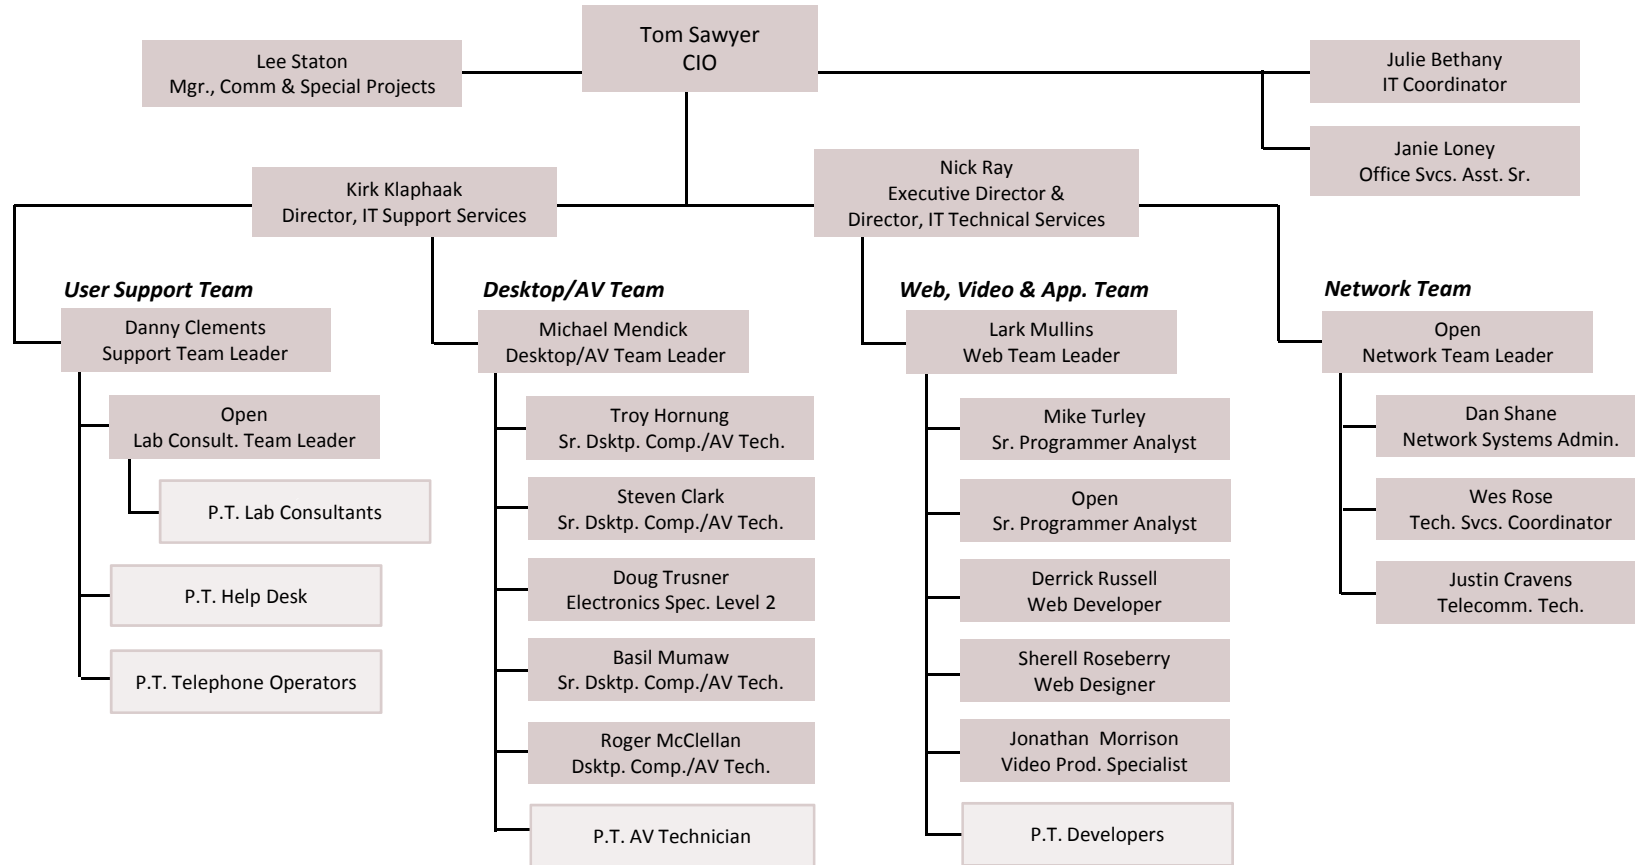 Tom Sawyer
CIO
Lee Staton
Mgr., Comm & Special Projects
Julie Bethany
IT Coordinator
Janie Loney
Office Svcs. Asst. Sr.
Kirk Klaphaak
Director, IT Support Services
Nick Ray
Executive Director &
Director, IT Technical Services
User Support Team
Danny Clements
Support Team Leader
Open
Lab Consult. Team Leader
P.T. Lab Consultants
P.T. Help Desk
P.T. Telephone Operators
Desktop/AV Team
Michael Mendick
Desktop/AV Team Leader
Troy Hornung
Sr. Dsktp. Comp./AV Tech.
Steven Clark
Sr. Dsktp. Comp./AV Tech.
Doug Trusner
Electronics Spec. Level 2
Basil Mumaw
Sr. Dsktp. Comp./AV Tech.
Roger McClellan
Dsktp. Comp./AV Tech.
P.T. AV Technician
Web, Video & App. Team
Lark Mullins
Web Team Leader
Mike Turley
Sr. Programmer Analyst
Open
Sr. Programmer Analyst
Derrick Russell
Web Developer
Sherell Roseberry
Web Designer
Jonathan  Morrison
Video Prod. Specialist
P.T. Developers
Network Team
Open
Network Team Leader
Dan Shane
Network Systems Admin.
Wes Rose
Tech. Svcs. Coordinator
Justin Cravens
Telecomm. Tech.